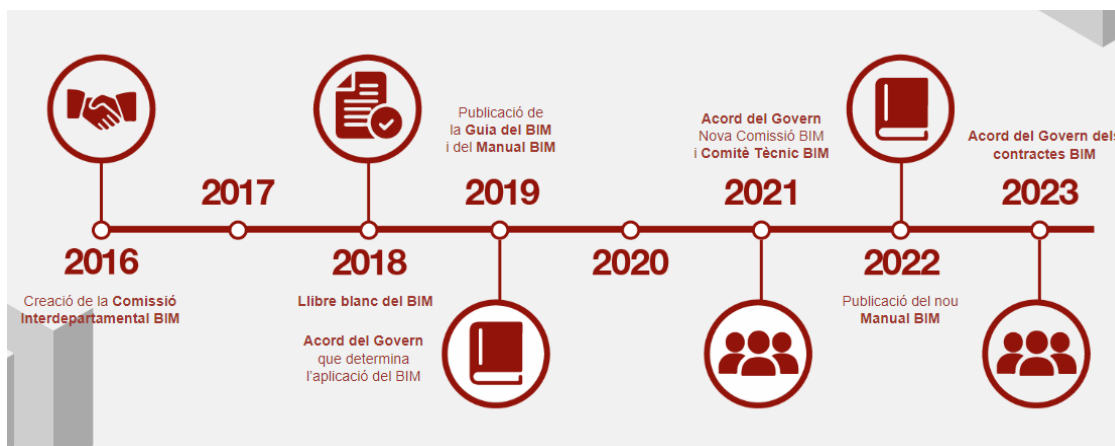 2016
Creació de la Comissió
Interdepartamental BIM
2017
2018
Llibre blanc del BIM
Acord del Govern
que determina
l'aplicació del BIM
Publicació de
la Guia del BIM
i del Manual BIM
2019
2020
Acord del Govern
Nova Comissió BIM
i Comitè Tècnic BIM
2021
2022
Publicació del nou
Manual BIM
Acord del Govern dels
contractes BIM
2023